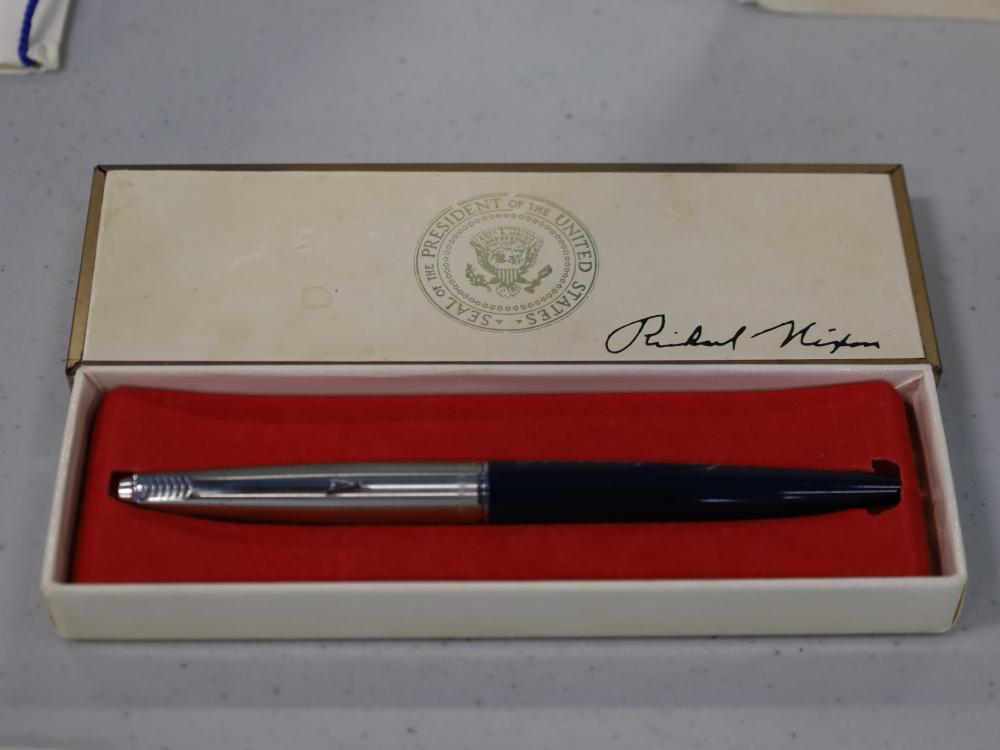 SEAL OF THE PRESIDENT OF THE UNITED STATES
Richard Nixon